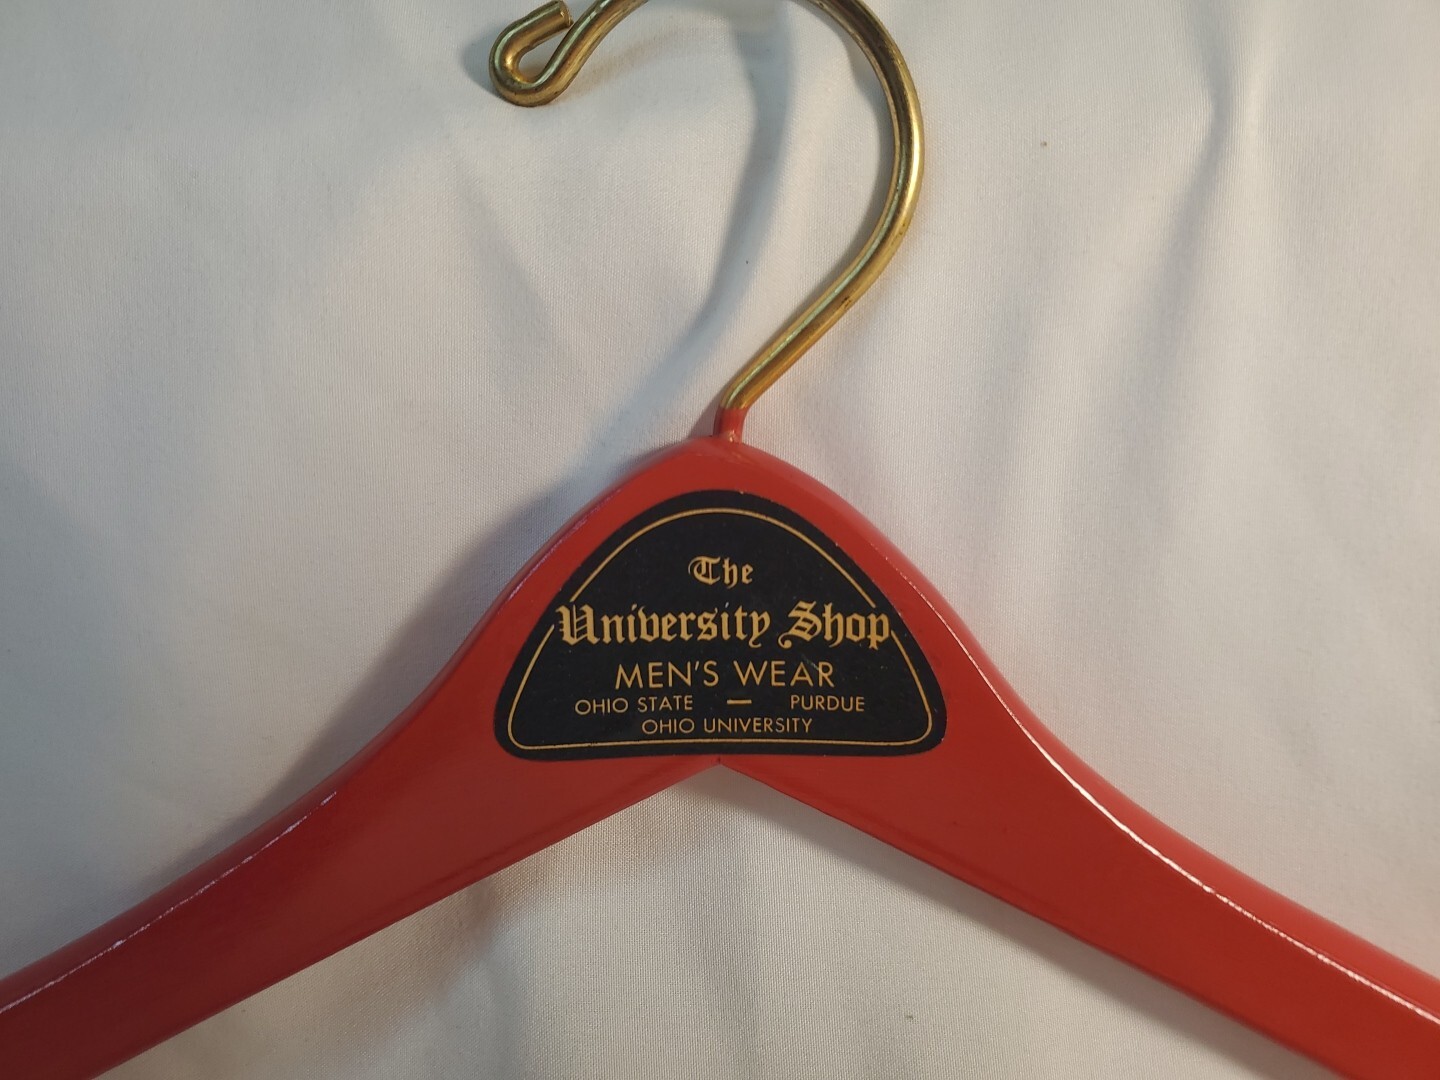 The
University Shop
MEN'S WEAR
OHIO STATE — PURDUE
OHIO UNIVERSITY